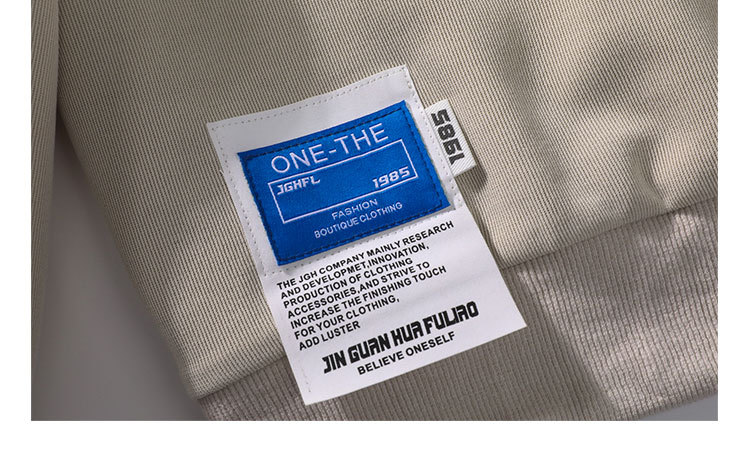 ONE-THE
JGHFL 1985
FASHION
BOUTIQUE CLOTHING
1985
THE JGH COMPANY MAINLY RESEARCH
AND DEVELOPMET,INNOVATION,
PRODUCTION OF CLOTHING
ACCESSORIES,AND STRIVE TO
INCREASE THE FINISHING TOUCH
FOR YOUR CLOTHING,
ADD LUSTER
JIN GUAN HUA FULIAO
BELIEVE ONESELF